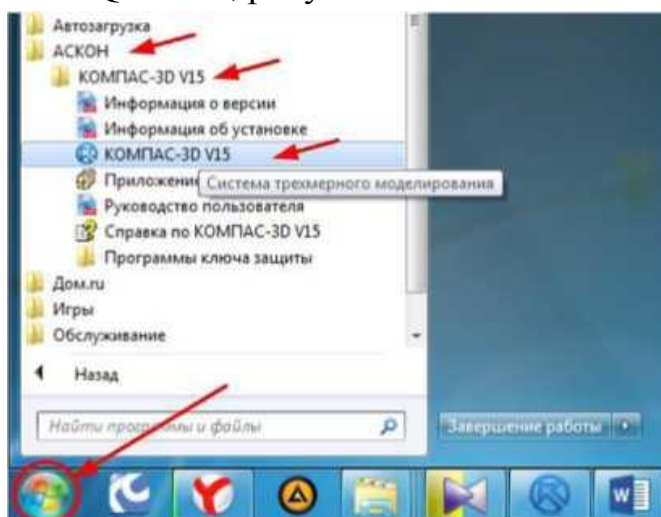 Автозагрузка
АСКОН
КОМПАС-3D V15
Информация о версии
Информация об установке
КОМПАС-3D V15
Приложение
Система трехмерного моделирования
Руководство пользователя
Справка по КОМПАС-3D V15
Программы ключа защиты
Дом.ru
Игры
Обслуживание
Назад
Найти программы и файлы
Завершение работы